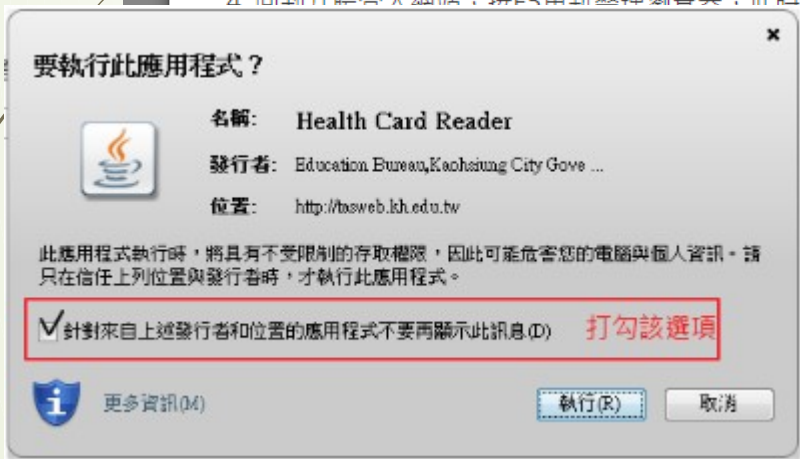 要執行此應用程式？
名稱: Health Card Reader
發行者: Education Bureau,Kaohsiung City Gove ...
位置: http://tasweb.kh.edu.tw
此應用程式執行時，將具有不受限制的存取權限，因此可能危害您的電腦與個人資訊。請
只在信任上列位置與發行者時，才執行此應用程式。
針對來自上述發行者和位置的應用程式不要再顯示此訊息(D) 打勾該選項
更多資訊(M) 執行(R) 取消